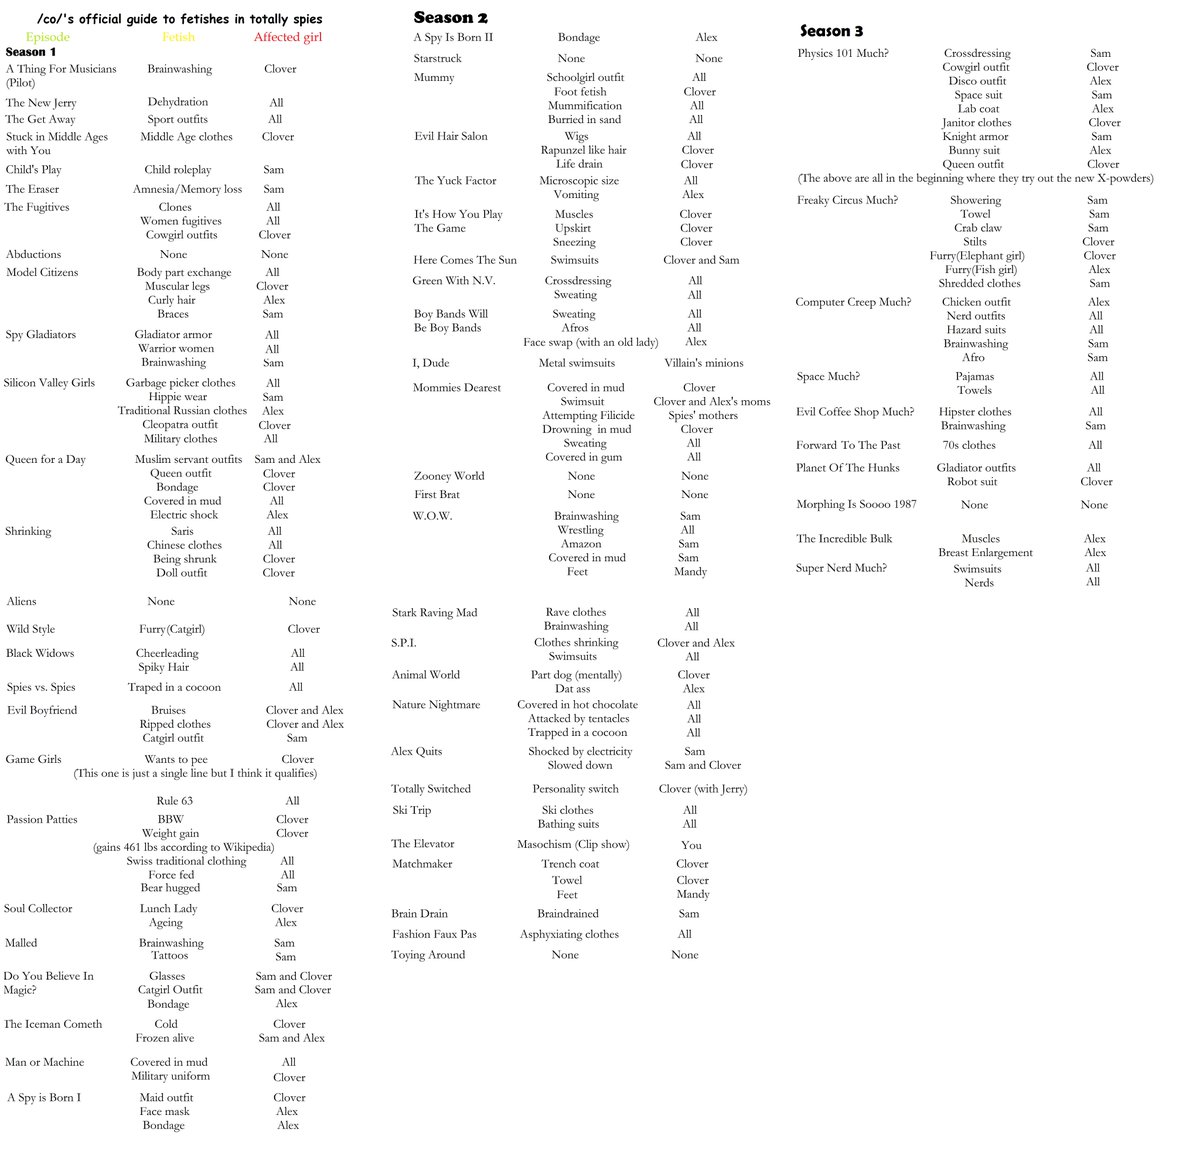 /co/'s official guide to fetishes in totally spies
Episode Fetish Affected girl
Season 1
A Thing For Musicians Brainwashing Clover
(Pilot)
The New Jerry Dehydration All
The Get Away Sport outfits All
Stuck in Middle Ages Middle Age clothes Clover
with You
Child's Play Child roleplay Sam
The Eraser Amnesia/Memory loss Sam
The Fugitives Clones All
Women fugitives All
Cowgirl outfits Clover
Abductions None None
Model Citizens Body part exchange All
Muscular legs Clover
Curly hair Alex
Braces Sam
Spy Gladiators Gladiator armor All
Warrior women All
Brainwashing Sam
Silicon Valley Girls Garbage picker clothes All
Hippie wear Sam
Traditional Russian clothes Alex
Cleopatra outfit Clover
Military clothes All
Queen for a Day Muslim servant outfits Sam and Alex
Queen outfit Clover
Bondage Clover
Covered in mud All
Electric shock Alex
Shrinking Saris All
Chinese clothes All
Being shrunk Clover
Doll outfit Clover
Aliens None None
Wild Style Furry(Catgirl) Clover
Black Widows Cheerleading All
Spiky Hair All
Spies vs. Spies Traped in a cocoon All
Evil Boyfriend Bruises Clover and Alex
Ripped clothes Clover and Alex
Catgirl outfit Sam
Game Girls Wants to pee Clover
(This one is just a single line but I think it qualifies)
Rule 63 All
Passion Patties BBW Clover
Weight gain Clover
(gains 461 lbs according to Wikipedia)
Swiss traditional clothing All
Force fed All
Bear hugged Sam
Soul Collector Lunch Lady Clover
Ageing Alex
Malled Brainwashing Sam
Tattoos Sam
Do You Believe In Glasses Sam and Clover
Magic? Catgirl Outfit Sam and Clover
Bondage Alex
The Iceman Cometh Cold Clover
Frozen alive Sam and Alex
Man or Machine Covered in mud All
Military uniform Clover
A Spy is Born I Maid outfit Clover
Face mask Alex
Bondage Alex
Season 2
A Spy Is Born II Bondage Alex
Starstruck None None
Mummy Schoolgirl outfit All
Foot fetish Clover
Mummification All
Burried in sand All
Evil Hair Salon Wigs All
Rapunzel like hair Clover
Life drain Clover
The Yuck Factor Microscopic size All
Vomiting Alex
It's How You Play Muscles Clover
The Game Upskirt Clover
Sneezing Clover
Here Comes The Sun Swimsuits Clover and Sam
Green With N.V. Crossdressing All
Sweating All
Boy Bands Will Sweating All
Be Boy Bands Afros All
Face swap (with an old lady) Alex
I, Dude Metal swimsuits Villain's minions
Mommies Dearest Covered in mud Clover
Swimsuit Clover and Alex's moms
Attempting Filicide Spies' mothers
Drowning in mud Clover
Sweating All
Covered in gum All
Zooney World None None
First Brat None None
W.O.W. Brainwashing Sam
Wrestling All
Amazon Sam
Covered in mud Sam
Feet Mandy
Stark Raving Mad Rave clothes All
Brainwashing All
S.P.I. Clothes shrinking Clover and Alex
Swimsuits All
Animal World Part dog (mentally) Clover
Dat ass Alex
Nature Nightmare Covered in hot chocolate All
Attacked by tentacles All
Trapped in a cocoon All
Alex Quits Shocked by electricity Sam
Slowed down Sam and Clover
Totally Switched Personality switch Clover (with Jerry)
Ski Trip Ski clothes All
Bathing suits All
The Elevator Masochism (Clip show) You
Matchmaker Trench coat Clover
Towel Clover
Feet Mandy
Brain Drain Braindrained Sam
Fashion Faux Pas Asphyxiating clothes All
Toying Around None None
Season 3
Physics 101 Much? Crossdressing Sam
Cowgirl outfit Clover
Disco outfit Alex
Space suit Sam
Lab coat Alex
Janitor clothes Clover
Knight armor Sam
Bunny suit Alex
Queen outfit Clover
(The above are all in the beginning where they try out the new X-powders)
Freaky Circus Much? Showering Sam
Towel Sam
Crab claw Sam
Stilts Clover
Furry(Elephant girl) Clover
Furry(Fish girl) Alex
Shredded clothes Sam
Computer Creep Much? Chicken outfit Alex
Nerd outfits All
Hazard suits All
Brainwashing Sam
Afro Sam
Space Much? Pajamas All
Towels All
Evil Coffee Shop Much? Hipster clothes All
Brainwashing Sam
Forward To The Past 70s clothes All
Planet Of The Hunks Gladiator outfits All
Robot suit Clover
Morphing Is Soooo 1987 None None
The Incredible Bulk Muscles Alex
Breast Enlargement Alex
Super Nerd Much? Swimsuits All
Nerds All